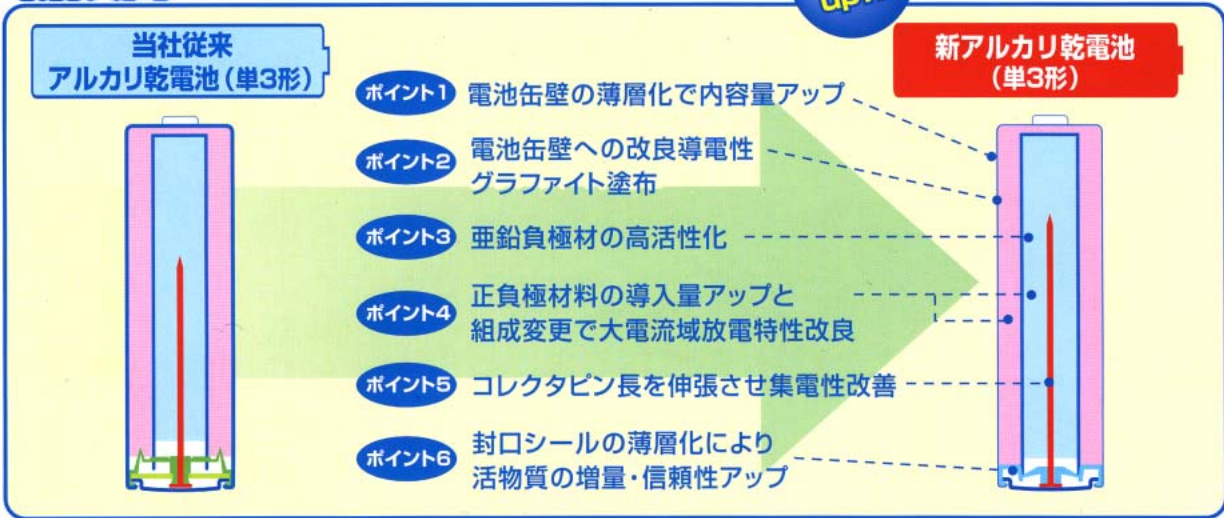 up!!
当社従来
アルカリ乾電池(単3形)
新アルカリ乾電池
(単3形)
ポイント1 電池缶壁の薄層化で内容量アップ
ポイント2 電池缶壁への改良導電性
グラファイト塗布
ポイント3 亜鉛負極材の高活性化
ポイント4 正負極材料の導入量アップと
組成変更で大電流域放電特性改良
ポイント5 コレクタピン長を伸張させ集電性改善
ポイント6 封口シールの薄層化により
活物質の増量・信頼性アップ